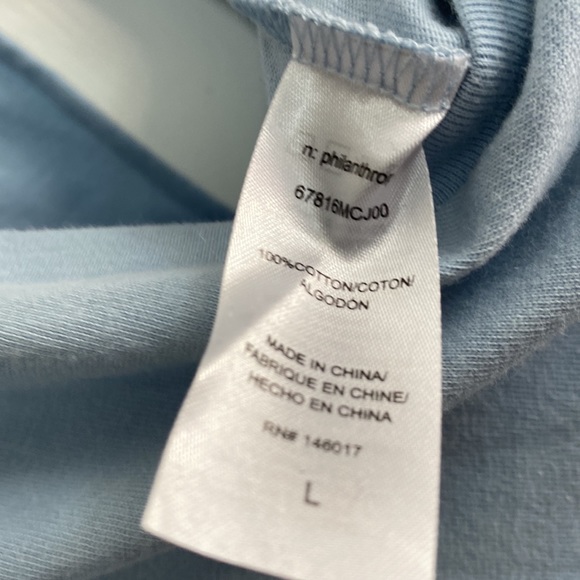 n: philanthro
67816MCJ00
100%COTTON/COTON/
ALGODÓN
MADE IN CHINA/
FABRIQUE EN CHINE/
HECHO EN CHINA
RN# 146017
L